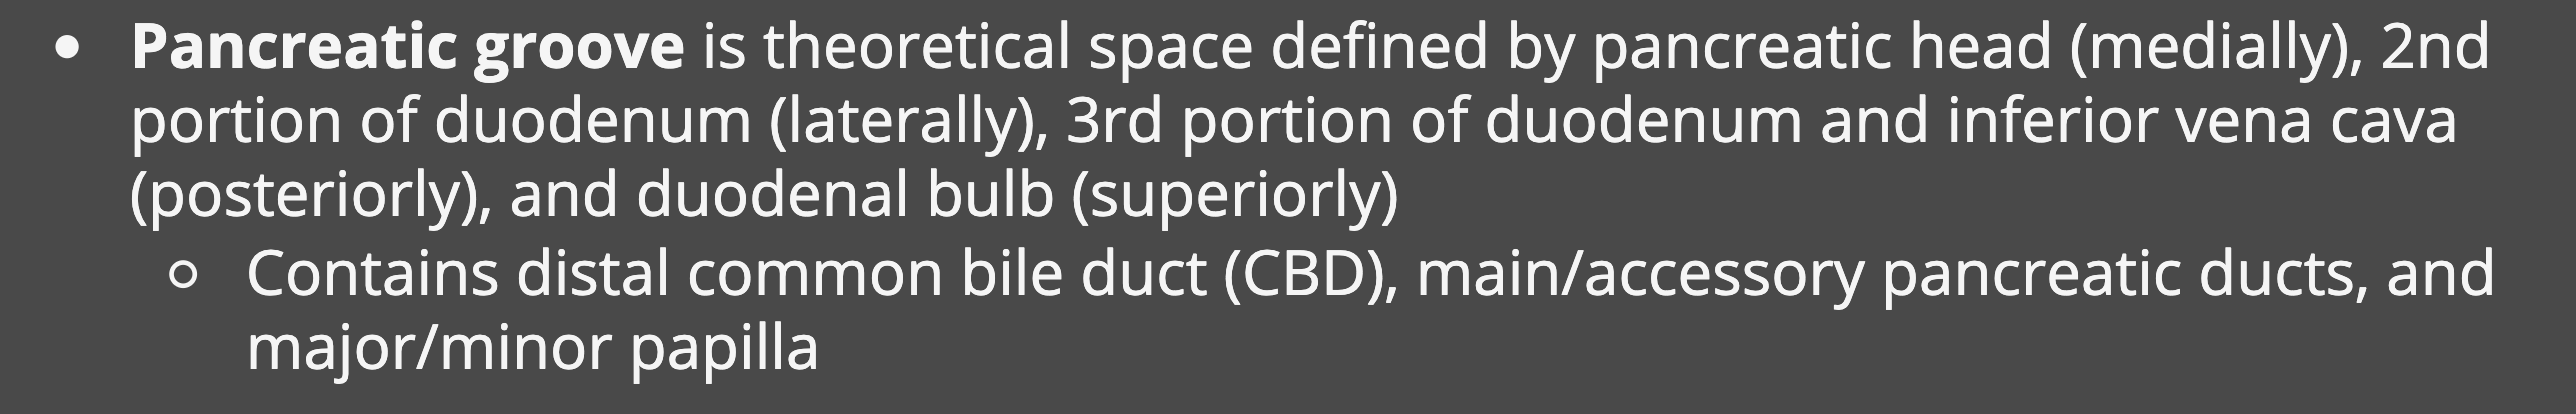 • Pancreatic groove is theoretical space defined by pancreatic head (medially), 2nd
portion of duodenum (laterally), 3rd portion of duodenum and inferior vena cava
(posteriorly), and duodenal bulb (superiorly)
○ Contains distal common bile duct (CBD), main/accessory pancreatic ducts, and
major/minor papilla